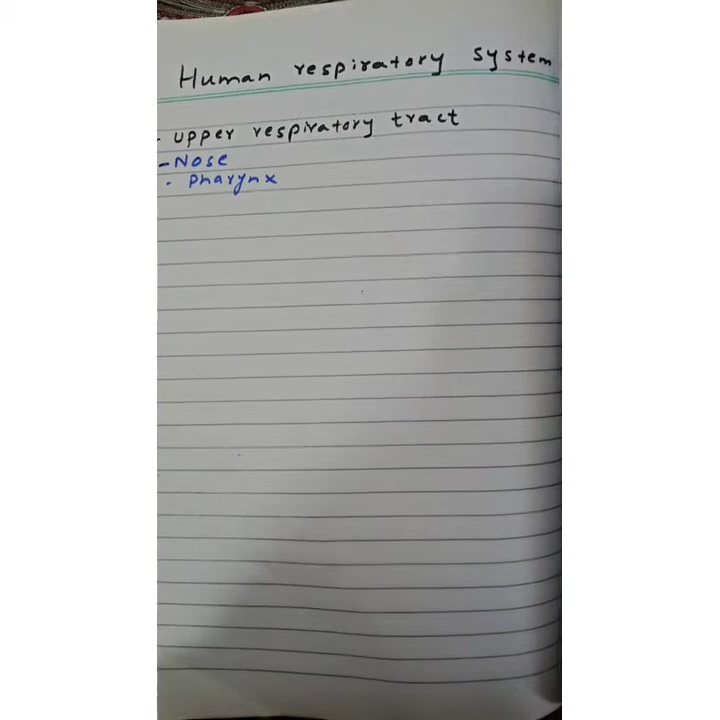 Human respiratory system
. upper respiratory tract
- Nose
. Pharynx